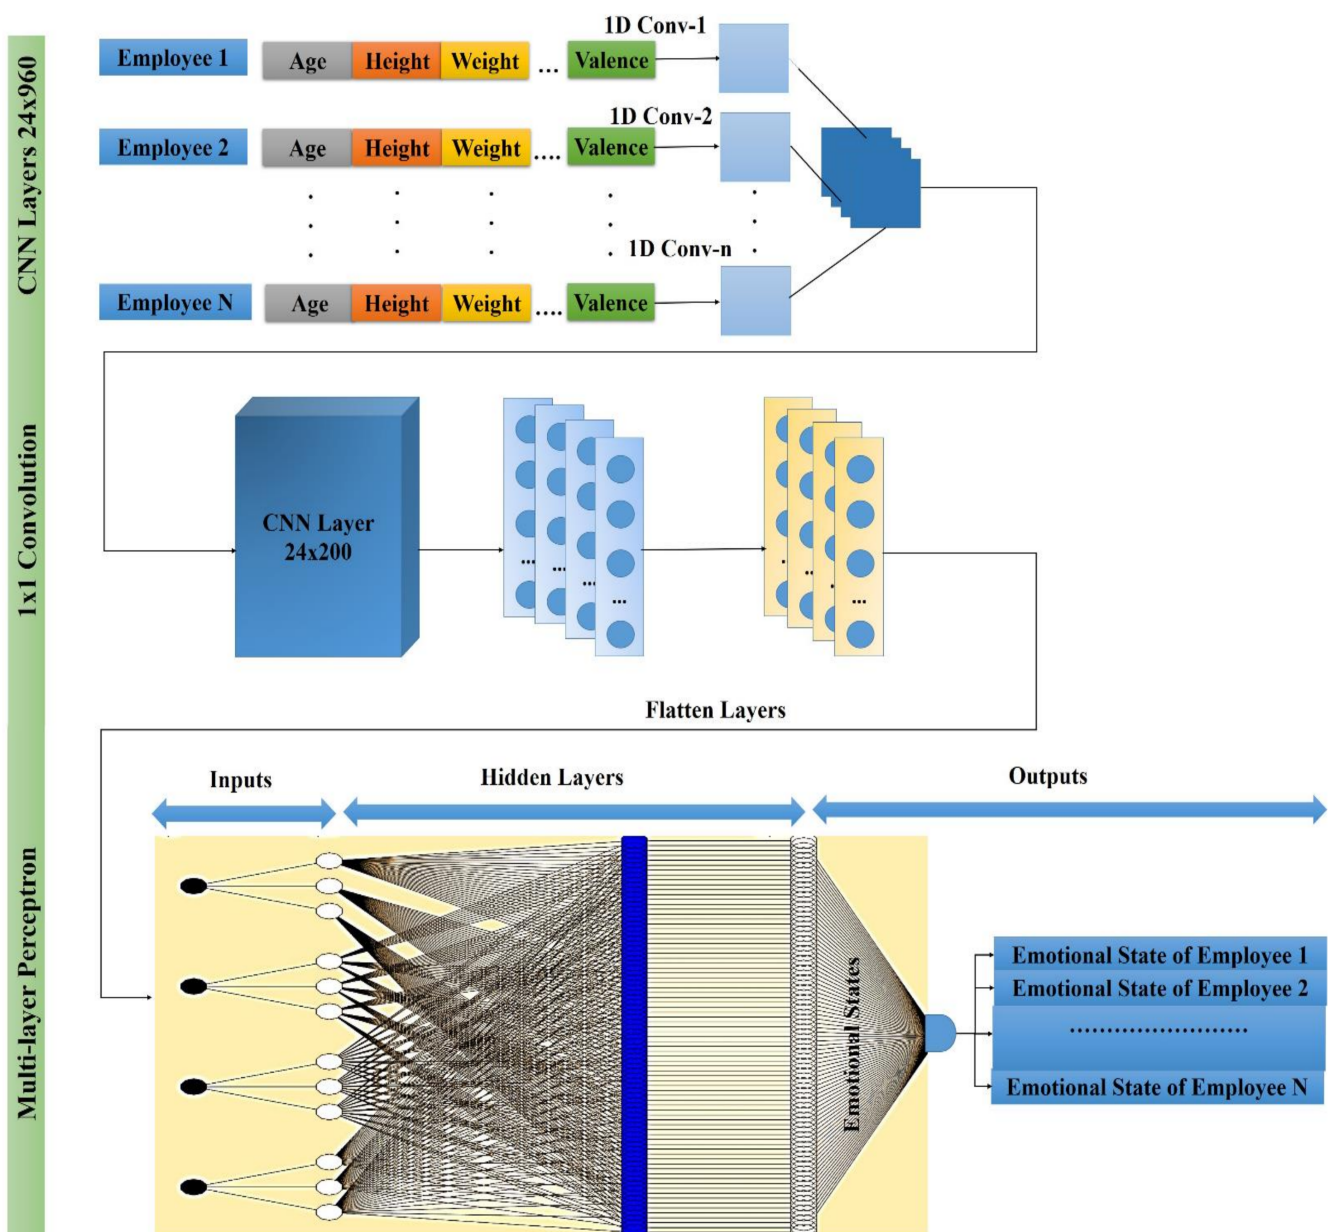 CNN Layers 24x960
1D Conv-1
Employee 1 Age Height Weight ... Valence
1D Conv-2
Employee 2 Age Height Weight .... Valence
1D Conv-n
Employee N Age Height Weight .... Valence
1x1 Convolution
CNN Layer
24x200
... ... ... ...
... ... ... ...
Flatten Layers
Inputs Hidden Layers Outputs
Multi-layer Perceptron
Emotional States
Emotional State of Employee 1
Emotional State of Employee 2
........................
Emotional State of Employee N